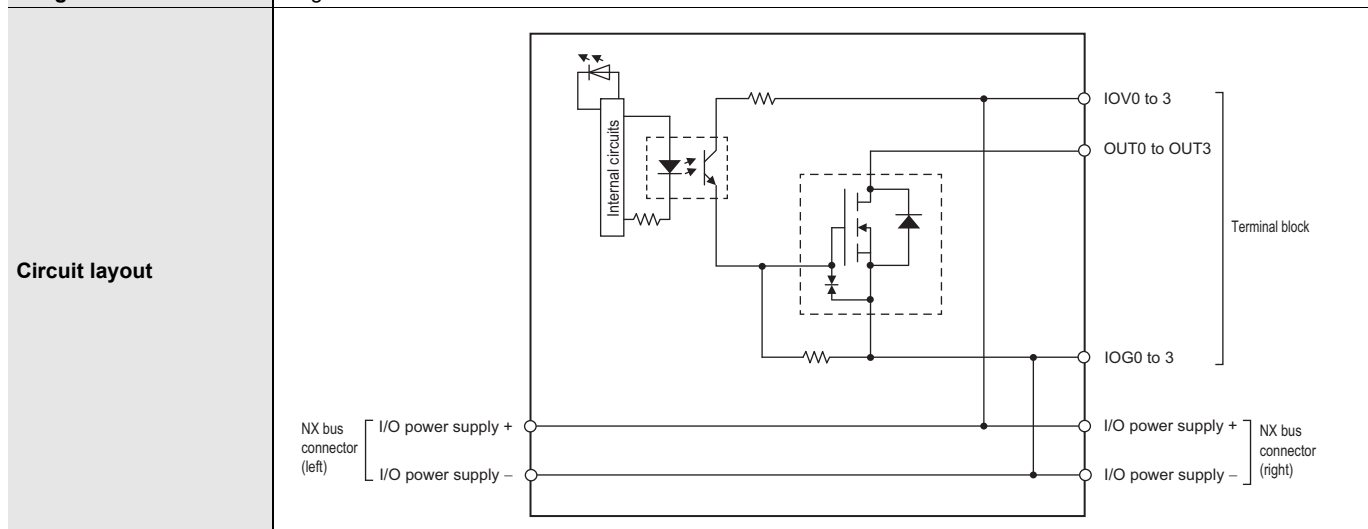 Circuit layout
Internal circuits
IOV0 to 3
OUT0 to OUT3
Terminal block
IOG0 to 3
NX bus
connector
(left)
I/O power supply +
I/O power supply −
I/O power supply +
I/O power supply −
NX bus
connector
(right)